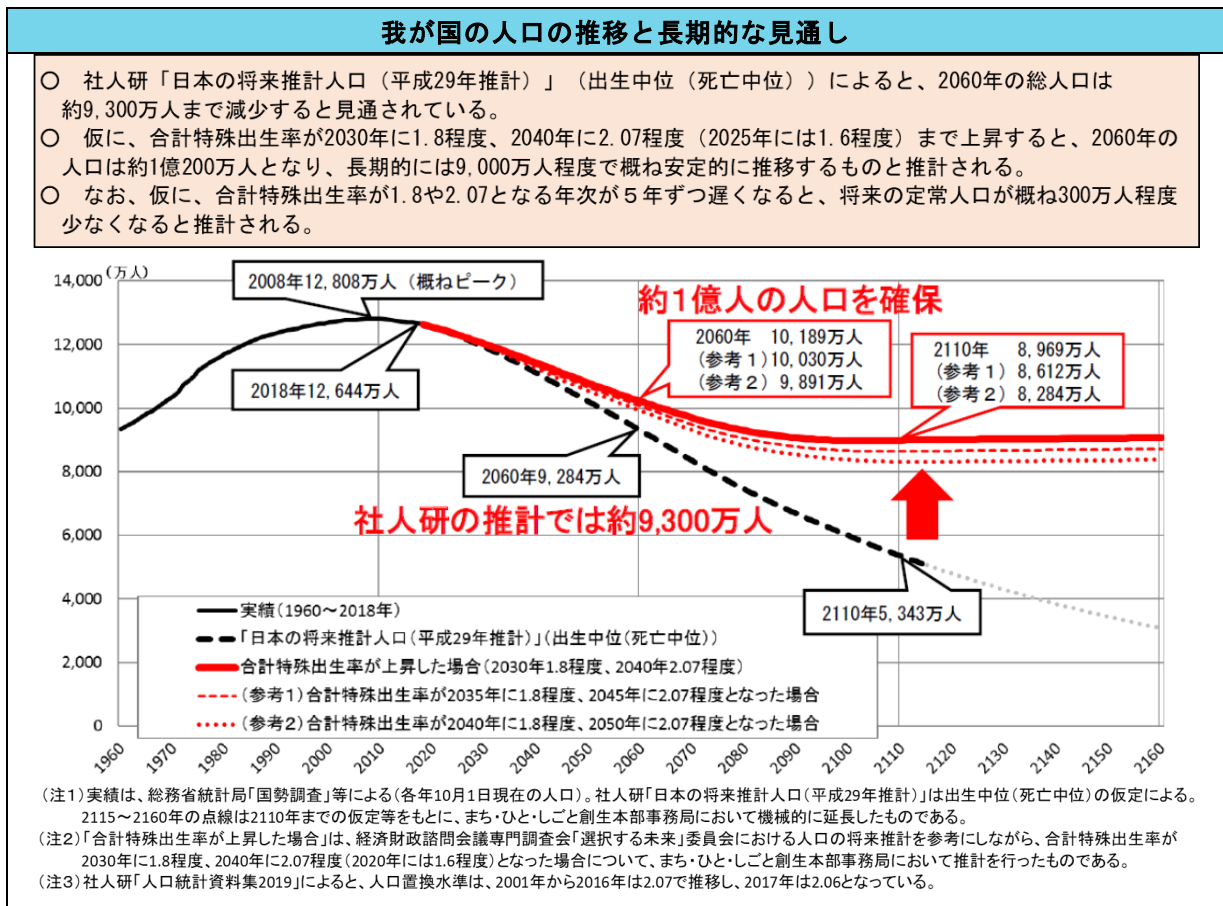 我が国の人口の推移と長期的な見通し
○　社人研「日本の将来推計人口（平成29年推計）」（出生中位（死亡中位））によると、2060年の総人口は
約9,300万人まで減少すると見通されている。
○　仮に、合計特殊出生率が2030年に1.8程度、2040年に2.07程度（2025年には1.6程度）まで上昇すると、2060年の
人口は約1億200万人となり、長期的には9,000万人程度で概ね安定的に推移するものと推計される。
○　なお、仮に、合計特殊出生率が1.8や2.07となる年次が５年ずつ遅くなると、将来の定常人口が概ね300万人程度
少なくなると推計される。
(万人)
14,000
12,000
10,000
8,000
6,000
4,000
2,000
0
2008年12,808万人（概ねピーク）
2018年12,644万人
約1億人の人口を確保
2060年　10,189万人
(参考１)10,030万人
(参考２) 9,891万人
2110年　8,969万人
(参考１) 8,612万人
(参考２) 8,284万人
2060年9,284万人
社人研の推計では約9,300万人
2110年5,343万人
実績(1960～2018年)
「日本の将来推計人口(平成29年推計)」(出生中位(死亡中位))
合計特殊出生率が上昇した場合(2030年1.8程度、2040年2.07程度)
(参考１)合計特殊出生率が2035年に1.8程度、2045年に2.07程度となった場合
(参考２)合計特殊出生率が2040年に1.8程度、2050年に2.07程度となった場合
1960 1970 1980 1990 2000 2010 2020 2030 2040 2050 2060 2070 2080 2090 2100 2110 2120 2130 2140 2150 2160
(注１)実績は、総務省統計局「国勢調査」等による(各年10月1日現在の人口)。社人研「日本の将来推計人口(平成29年推計)」は出生中位(死亡中位)の仮定による。
2115～2160年の点線は2110年までの仮定等をもとに、まち・ひと・しごと創生本部事務局において機械的に延長したものである。
(注２)「合計特殊出生率が上昇した場合」は、経済財政諮問会議専門調査会「選択する未来」委員会における人口の将来推計を参考にしながら、合計特殊出生率が
2030年に1.8程度、2040年に2.07程度(2020年には1.6程度)となった場合について、まち・ひと・しごと創生本部事務局において推計を行ったものである。
(注３)社人研「人口統計資料集2019」によると、人口置換水準は、2001年から2016年は2.07で推移し、2017年は2.06となっている。